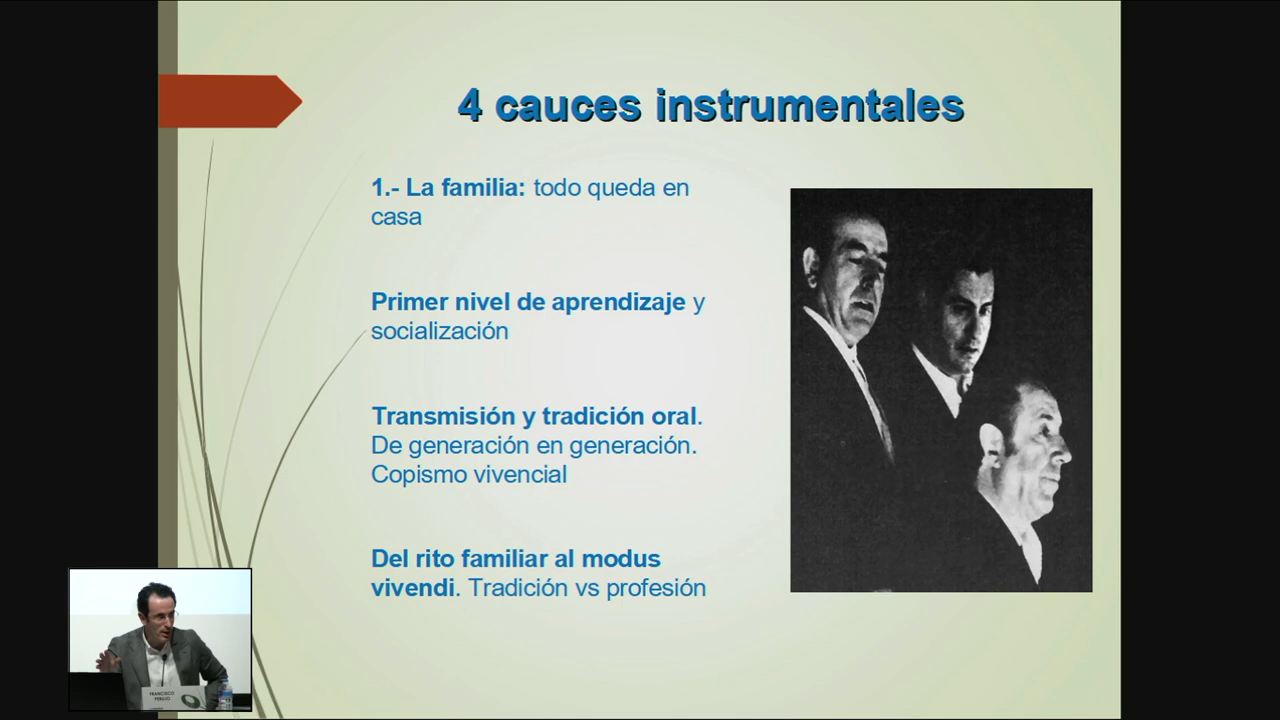 4 cauces instrumentales
1.- La familia: todo queda en
casa
Primer nivel de aprendizaje y
socialización
Transmisión y tradición oral.
De generación en generación.
Copismo vivencial
Del rito familiar al modus
vivendi. Tradición vs profesión
FRANCISCO
PERUJO